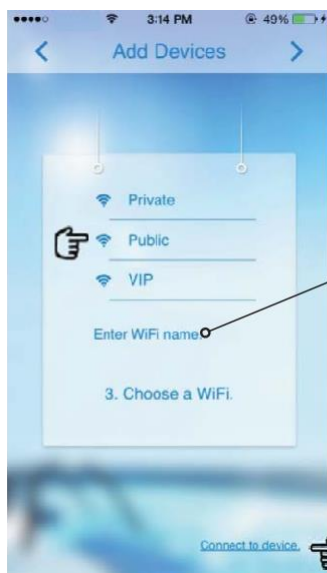 3:14 PM
49%
Add Devices
Private
Public
VIP
Enter WiFi name.
3. Choose a WiFi.
Connect to device.